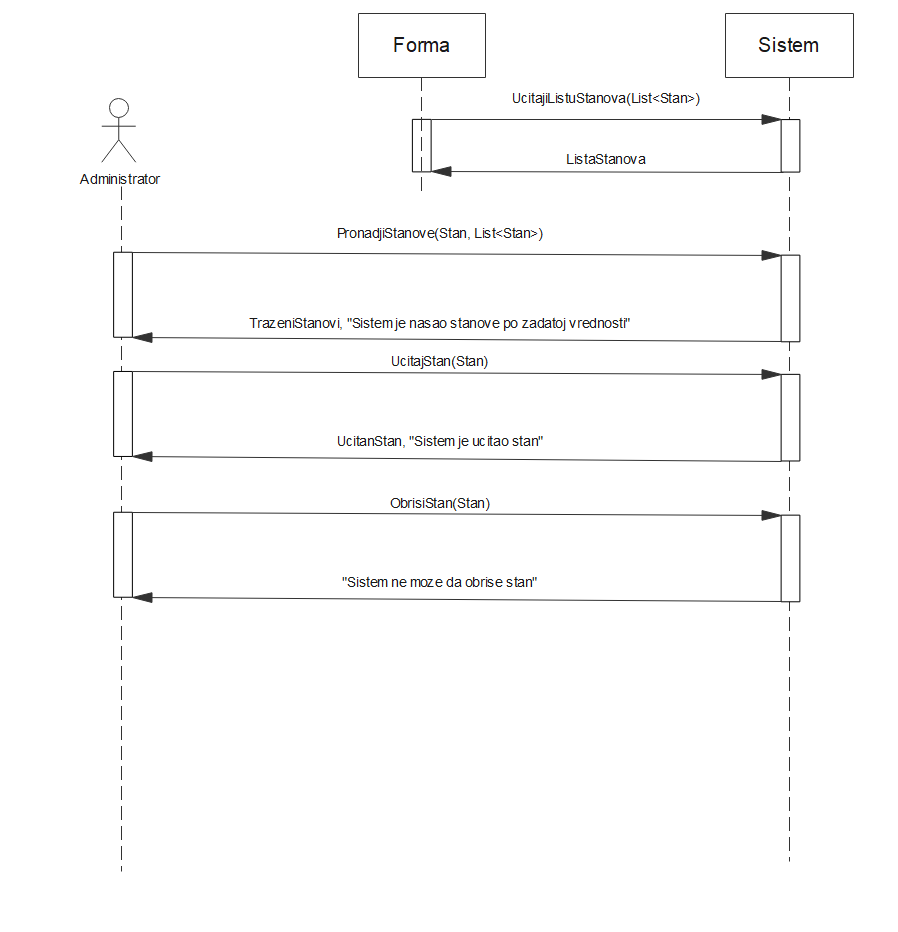 Forma
Sistem
UcitajiListuStanova(List<Stan>)
ListaStanova
Administrator
PronadjiStanove(Stan, List<Stan>)
TrazeniStanovi, "Sistem je nasao stanove po zadatoj vrednosti"
UcitajStan(Stan)
UcitanStan, "Sistem je ucitao stan"
ObrisiStan(Stan)
"Sistem ne moze da obrise stan"